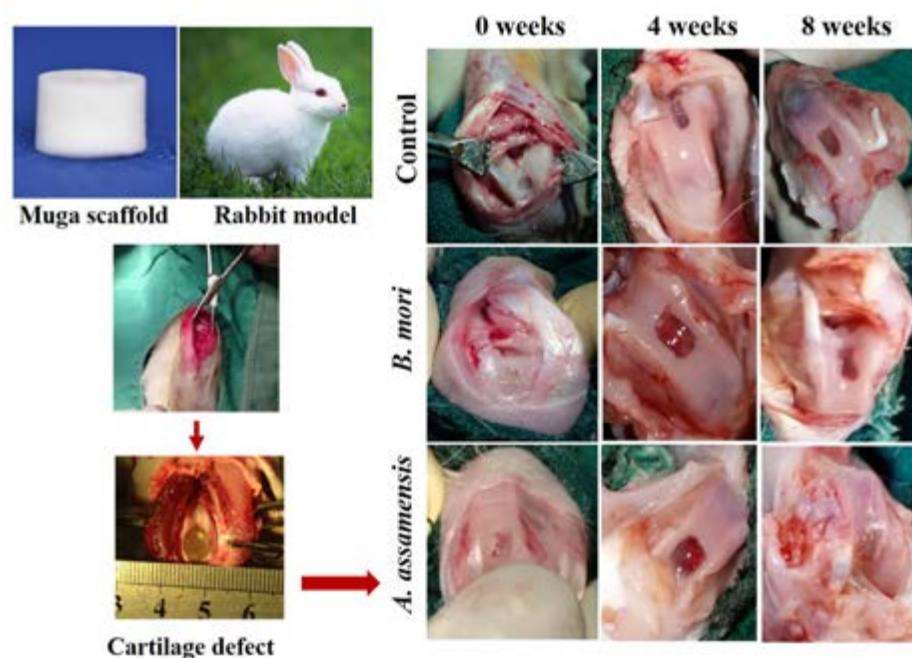 0 weeks 4 weeks 8 weeks
Control
Muga scaffold Rabbit model
B. mori
A. assamensis
3 4 5 6
Cartilage defect